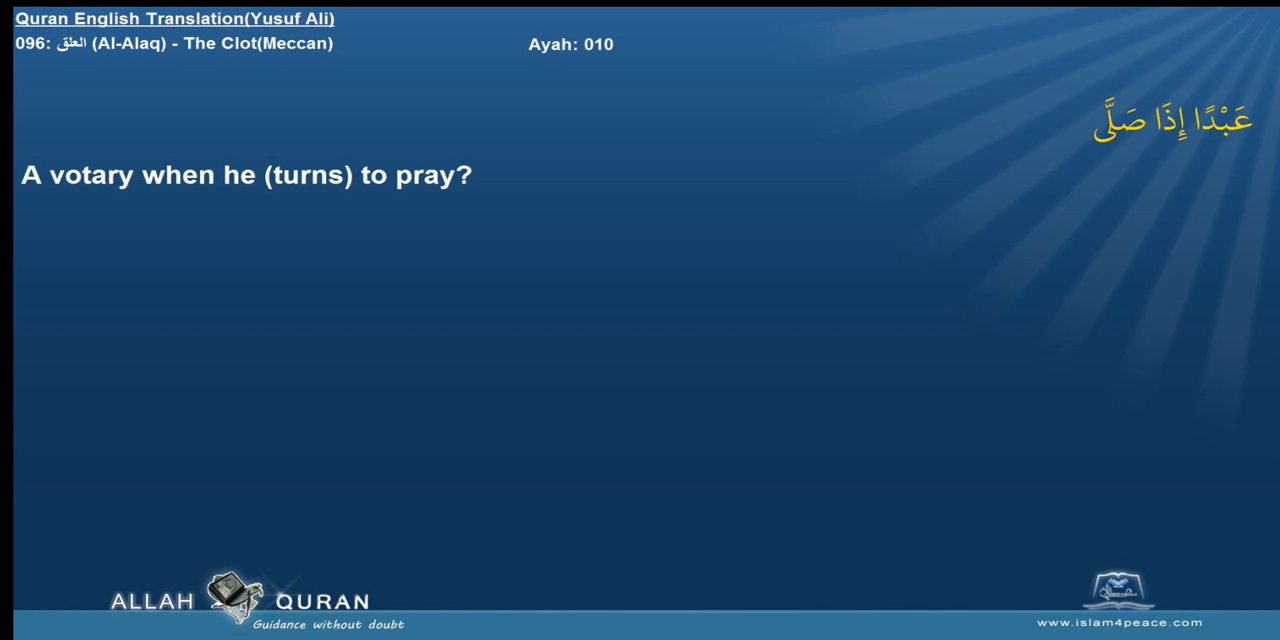 Quran English Translation(Yusuf Ali)
096: العلق (Al-Alaq) - The Clot(Meccan)
Ayah: 010
عَبْدًا إِذَا صَلَّى
A votary when he (turns) to pray?
ALLAH QURAN
Guidance without doubt
www.islam4peace.com